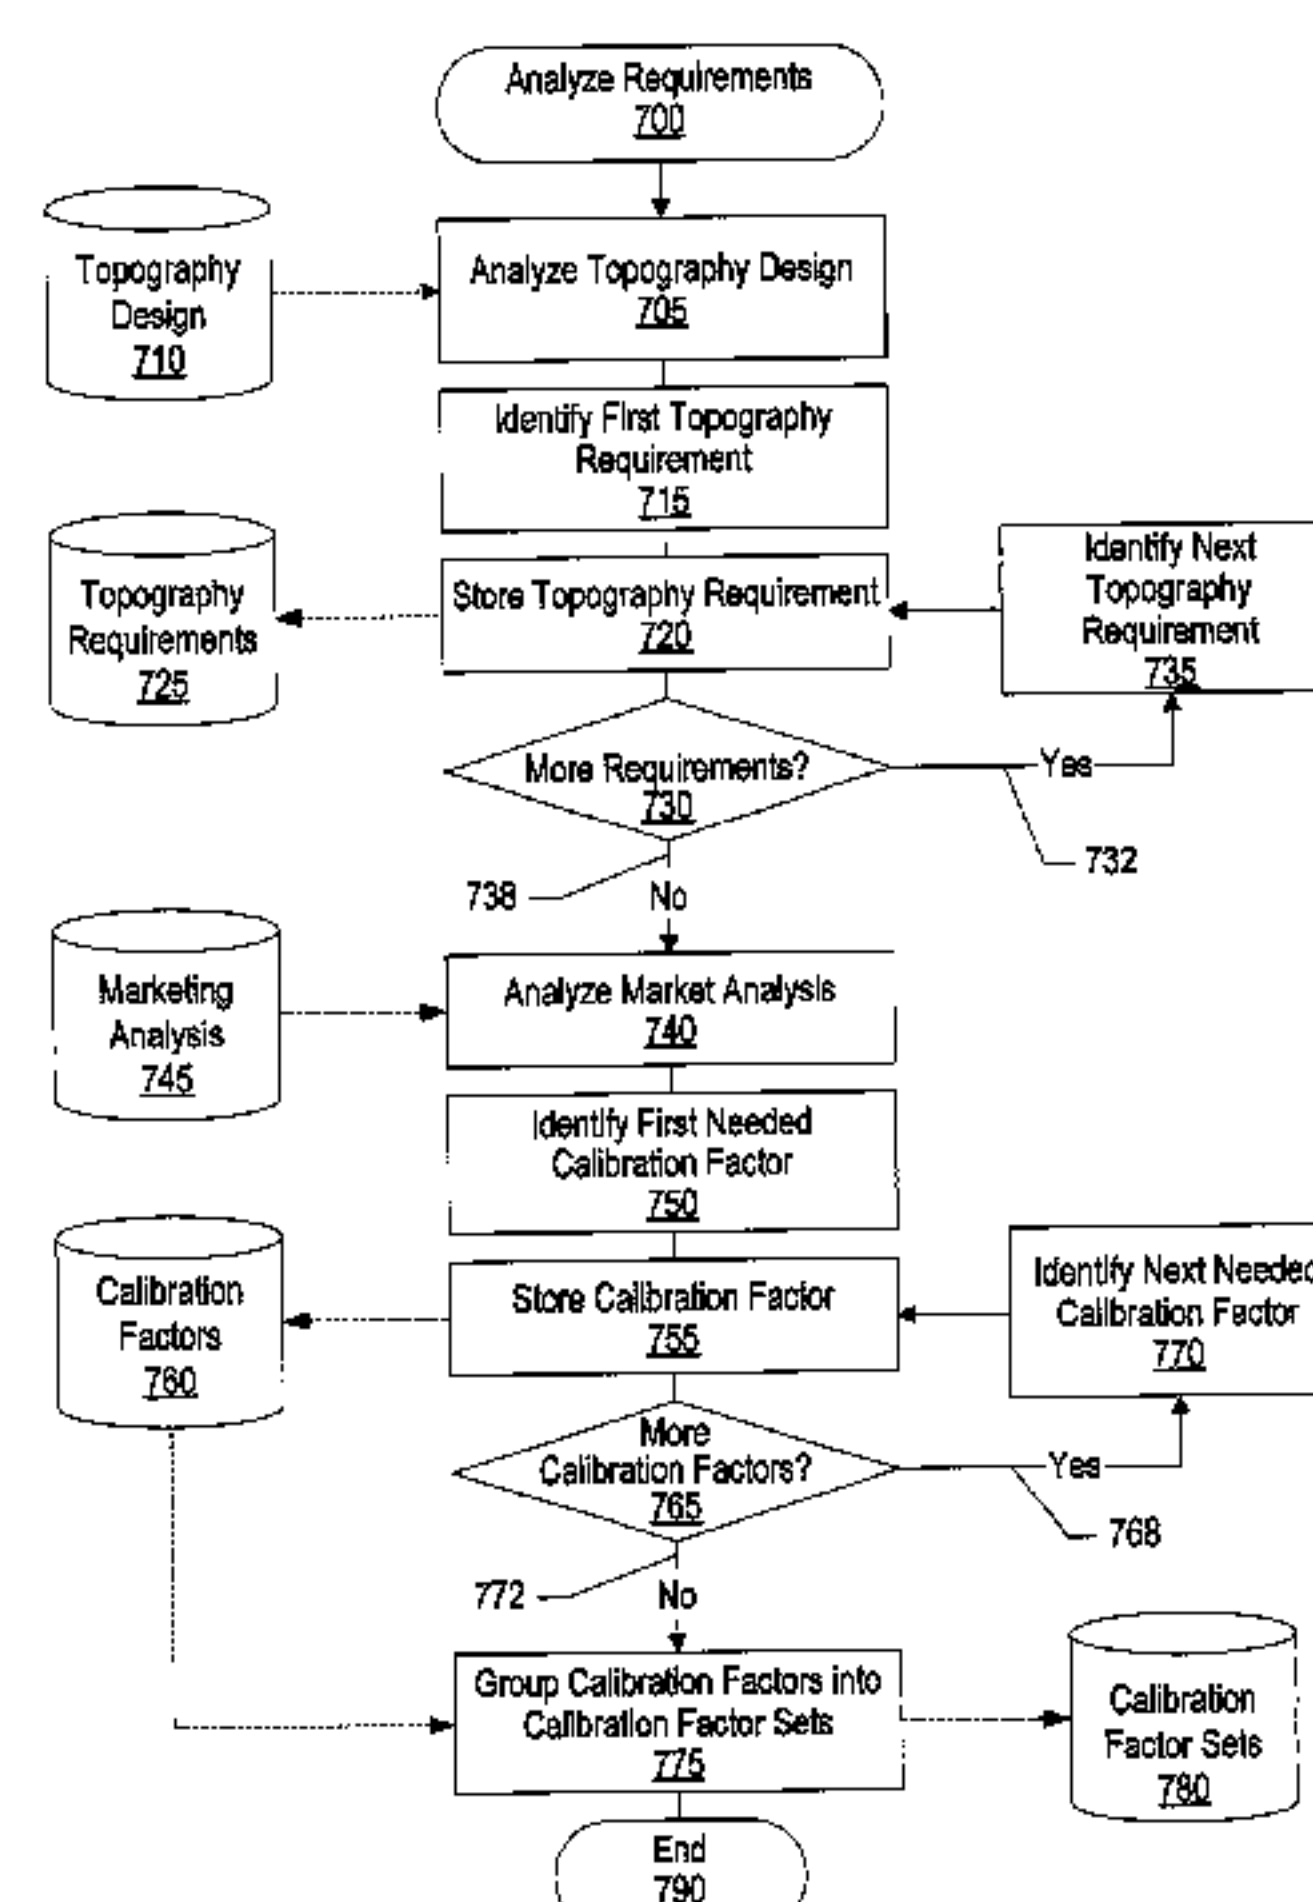 Analyze Requirements
700
Topography
Design
710
Analyze Topography Design
705
Identify First Topography
Requirement
715
Topography
Requirements
725
Store Topography Requirement
720
Identify Next
Topography
Requirement
735
More Requirements?
730
Yes
732
738
No
Marketing
Analysis
745
Analyze Market Analysis
740
Identify First Needed
Calibration Factor
750
Calibration
Factors
760
Store Calibration Factor
755
Identify Next Needed
Calibration Factor
770
More
Calibration Factors?
765
Yes
768
772
No
Group Calibration Factors into
Calibration Factor Sets
775
Calibration
Factor Sets
780
End
790